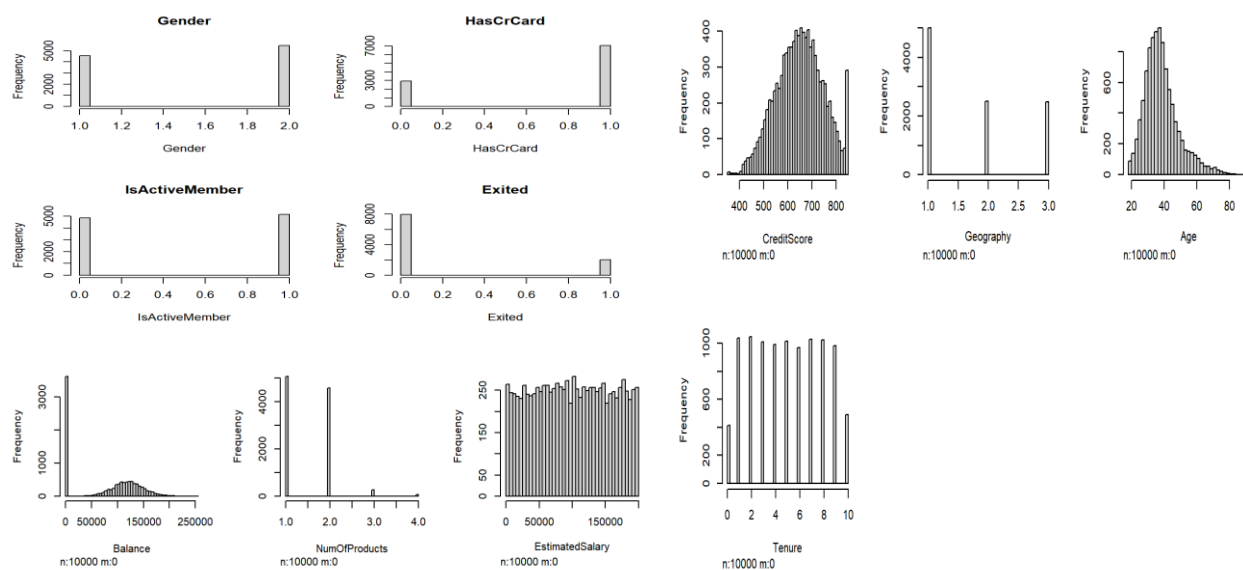 Gender
Frequency
0 2000 5000
1.0 1.2 1.4 1.6 1.8 2.0
Gender
HasCrCard
Frequency
0 3000 7000
0.0 0.2 0.4 0.6 0.8 1.0
HasCrCard
IsActiveMember
Frequency
0 2000 5000
0.0 0.2 0.4 0.6 0.8 1.0
IsActiveMember
Exited
Frequency
0 2000 5000 8000
0.0 0.2 0.4 0.6 0.8 1.0
Exited
Frequency
0 100 200 300 400
400 500 600 700 800
CreditScore
n:10000 m:0
Frequency
0 2000 4000
1.0 1.5 2.0 2.5 3.0
Geography
n:10000 m:0
Frequency
0 200 400 600 800
20 40 60 80
Age
n:10000 m:0
Frequency
0 1000 3000
0 50000 150000 250000
Balance
n:10000 m:0
Frequency
0 2000 4000
1.0 2.0 3.0 4.0
NumOfProducts
n:10000 m:0
Frequency
0 50 150 250
0 50000 150000
EstimatedSalary
n:10000 m:0
Frequency
0 200 400 600 1000
0 2 4 6 8 10
Tenure
n:10000 m:0